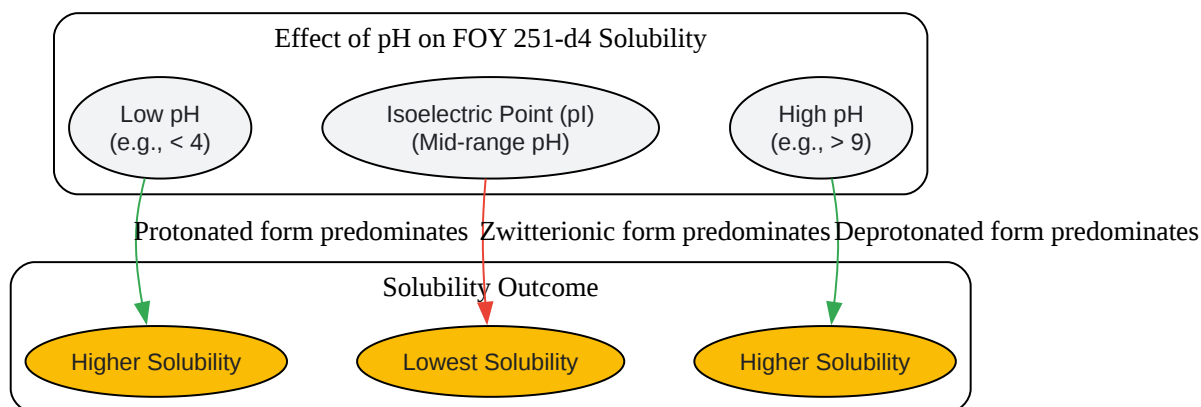 Effect of pH on FOY 251-d4 Solubility
Low pH
(e.g., < 4)
Isoelectric Point (pI)
(Mid-range pH)
High pH
(e.g., > 9)
Protonated form predominates
Zwitterionic form predominates
Deprotonated form predominates
Solubility Outcome
Higher Solubility
Lowest Solubility
Higher Solubility